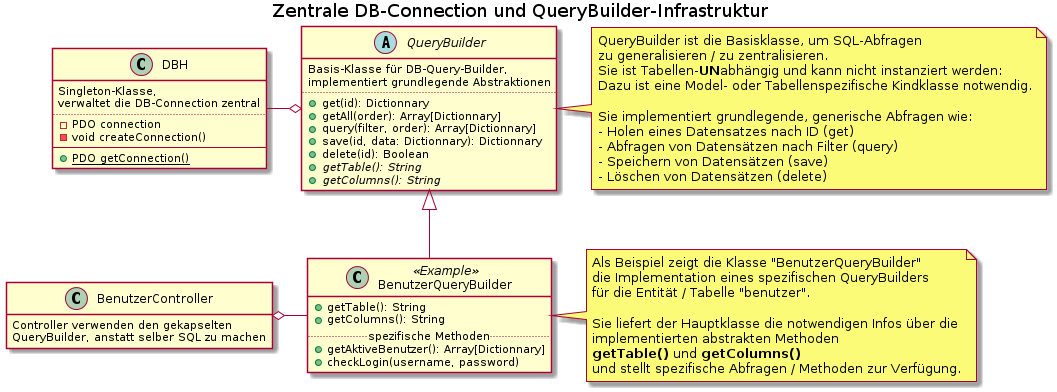 Zentrale DB-Connection und QueryBuilder-Infrastruktur
C DBH
Singleton-Klasse,
verwaltet die DB-Connection zentral
PDO connection
void createConnection()
PDO getConnection()
A QueryBuilder
Basis-Klasse für DB-Query-Builder,
implementiert grundlegende Abstraktionen
get(id): Dictionnary
getAll(order): Array[Dictionnary]
query(filter, order): Array[Dictionnary]
save(id, data: Dictionnary): Dictionnary
delete(id): Boolean
getTable(): String
getColumns(): String
QueryBuilder ist die Basisklasse, um SQL-Abfragen
zu generalisieren / zu zentralisieren.
Sie ist Tabellen-UNabhängig und kann nicht instanziert werden:
Dazu ist eine Model- oder Tabellenspezifische Kindklasse notwendig.
Sie implementiert grundlegende, generische Abfragen wie:
- Holen eines Datensatzes nach ID (get)
- Abfragen von Datensätzen nach Filter (query)
- Speichern von Datensätzen (save)
- Löschen von Datensätzen (delete)
C BenutzerController
Controller verwenden den gekapselten
QueryBuilder, anstatt selber SQL zu machen
«Example»
C BenutzerQueryBuilder
getTable(): String
getColumns(): String
spezifische Methoden
getAktiveBenutzer(): Array[Dictionnary]
checkLogin(username, password)
Als Beispiel zeigt die Klasse "BenutzerQueryBuilder"
die Implementation eines spezifischen QueryBuilders
für die Entität / Tabelle "benutzer".
Sie liefert der Hauptklasse die notwendigen Infos über die
implementierten abstrakten Methoden
getTable() und getColumns()
und stellt spezifische Abfragen / Methoden zur Verfügung.